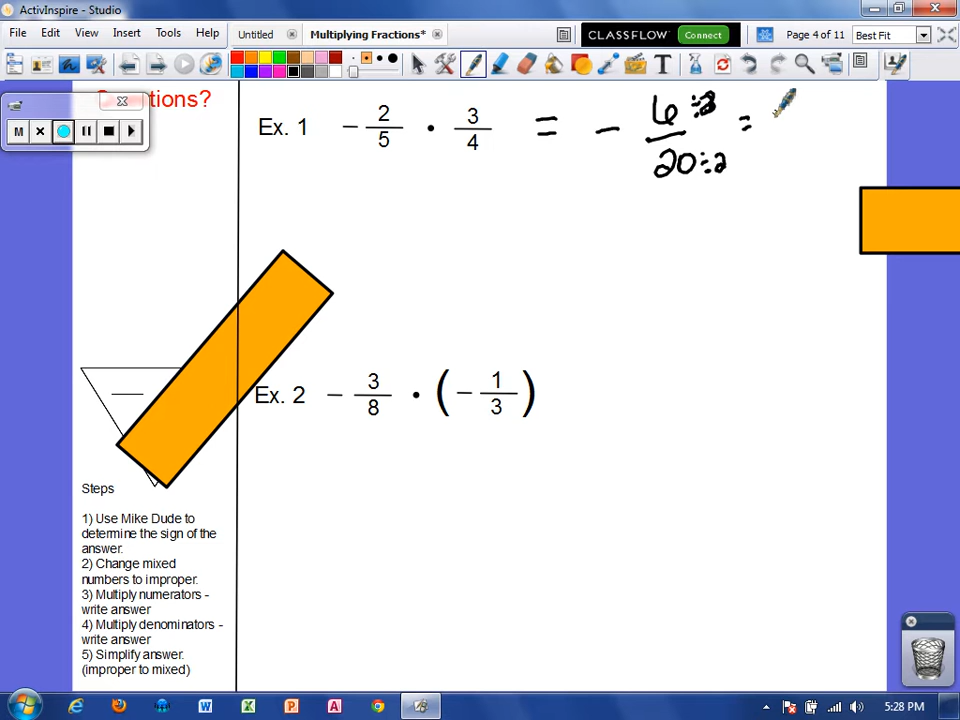 ActivInspire - Studio
File Edit View Insert Tools Help
Untitled
Multiplying Fractions*
CLASSFLOW Connect
Page 4 of 11
Best Fit
M
Ex. 1 - 2/5 • 3/4 = - 6÷2/20÷2 =
Ex. 2 - 3/8 • (- 1/3)
Steps
1) Use Mike Dude to
determine the sign of the
answer.
2) Change mixed
numbers to improper.
3) Multiply numerators -
write answer
4) Multiply denominators -
write answer
5) Simplify answer.
(improper to mixed)
5:28 PM